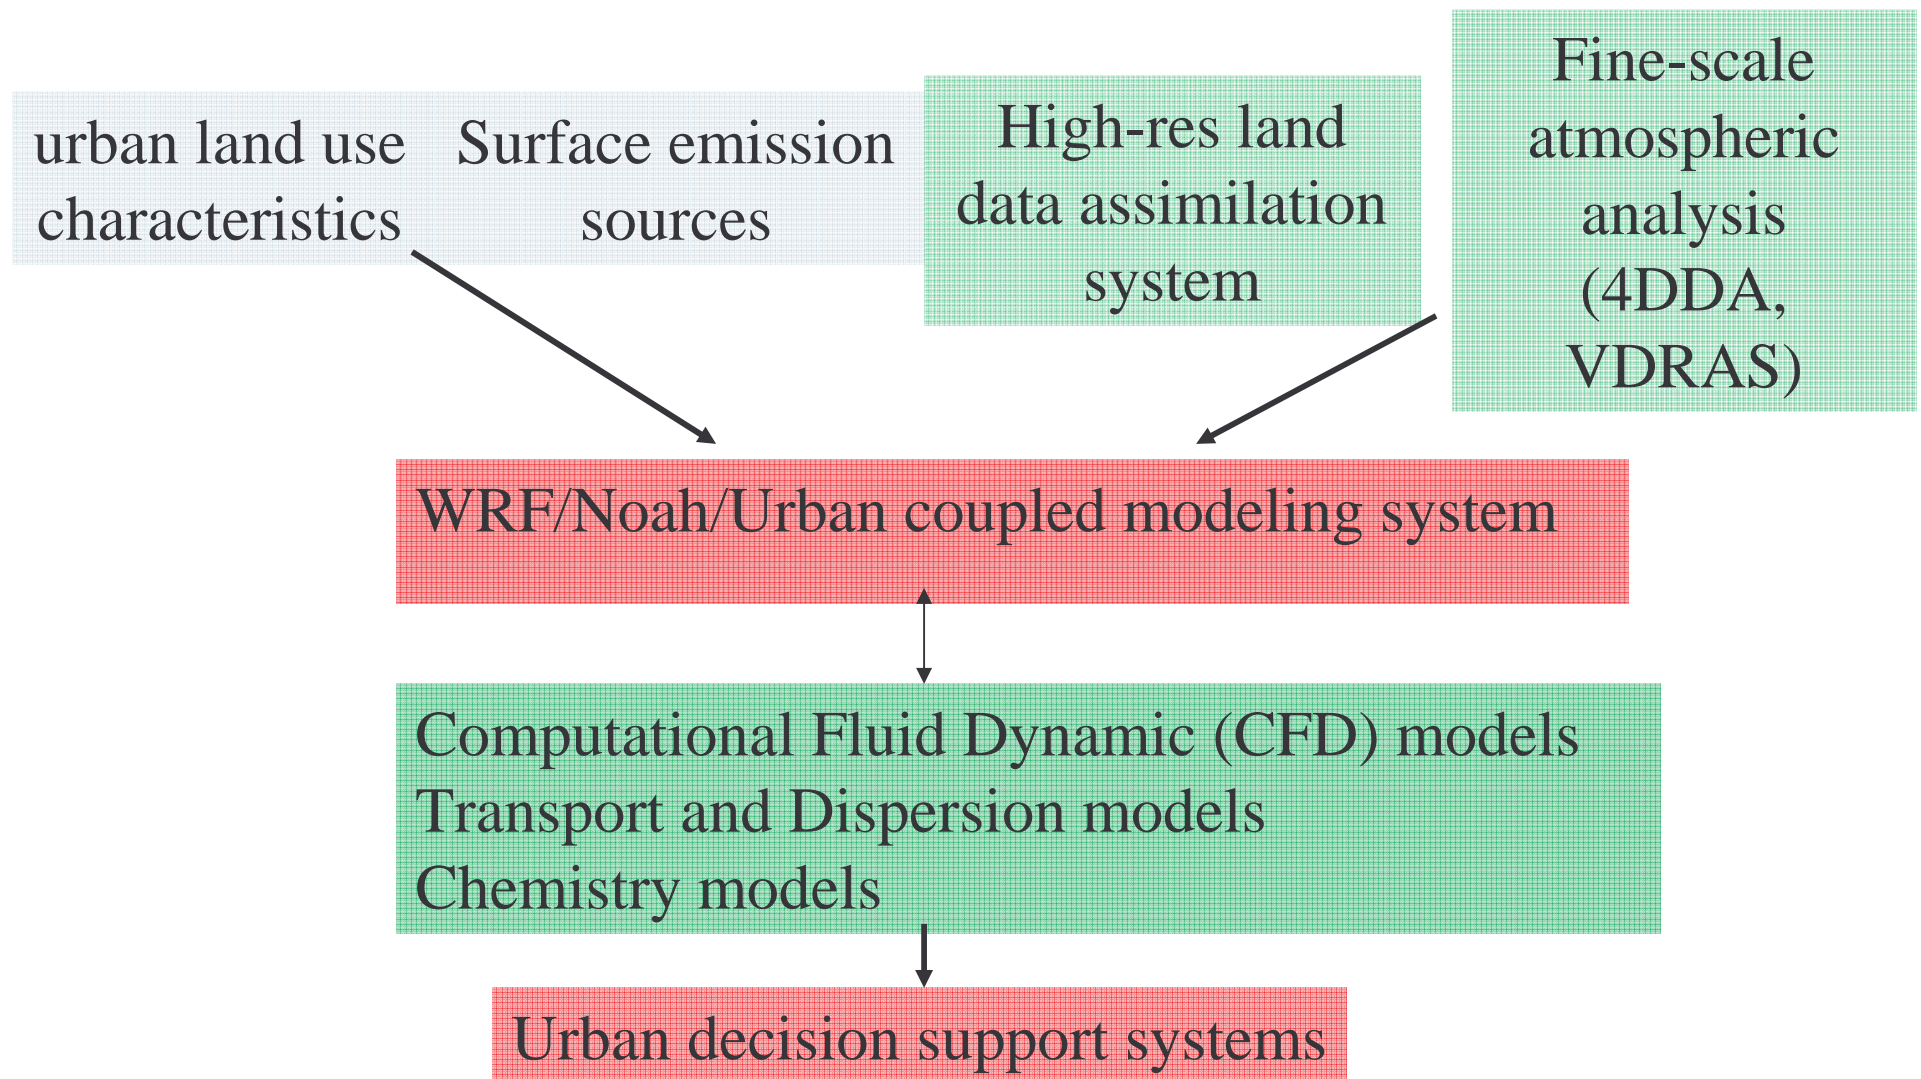 urban land use
characteristics
Surface emission
sources
High-res land
data assimilation
system
Fine-scale
atmospheric
analysis
(4DDA,
VDRAS)
WRF/Noah/Urban coupled modeling system
Computational Fluid Dynamic (CFD) models
Transport and Dispersion models
Chemistry models
Urban decision support systems